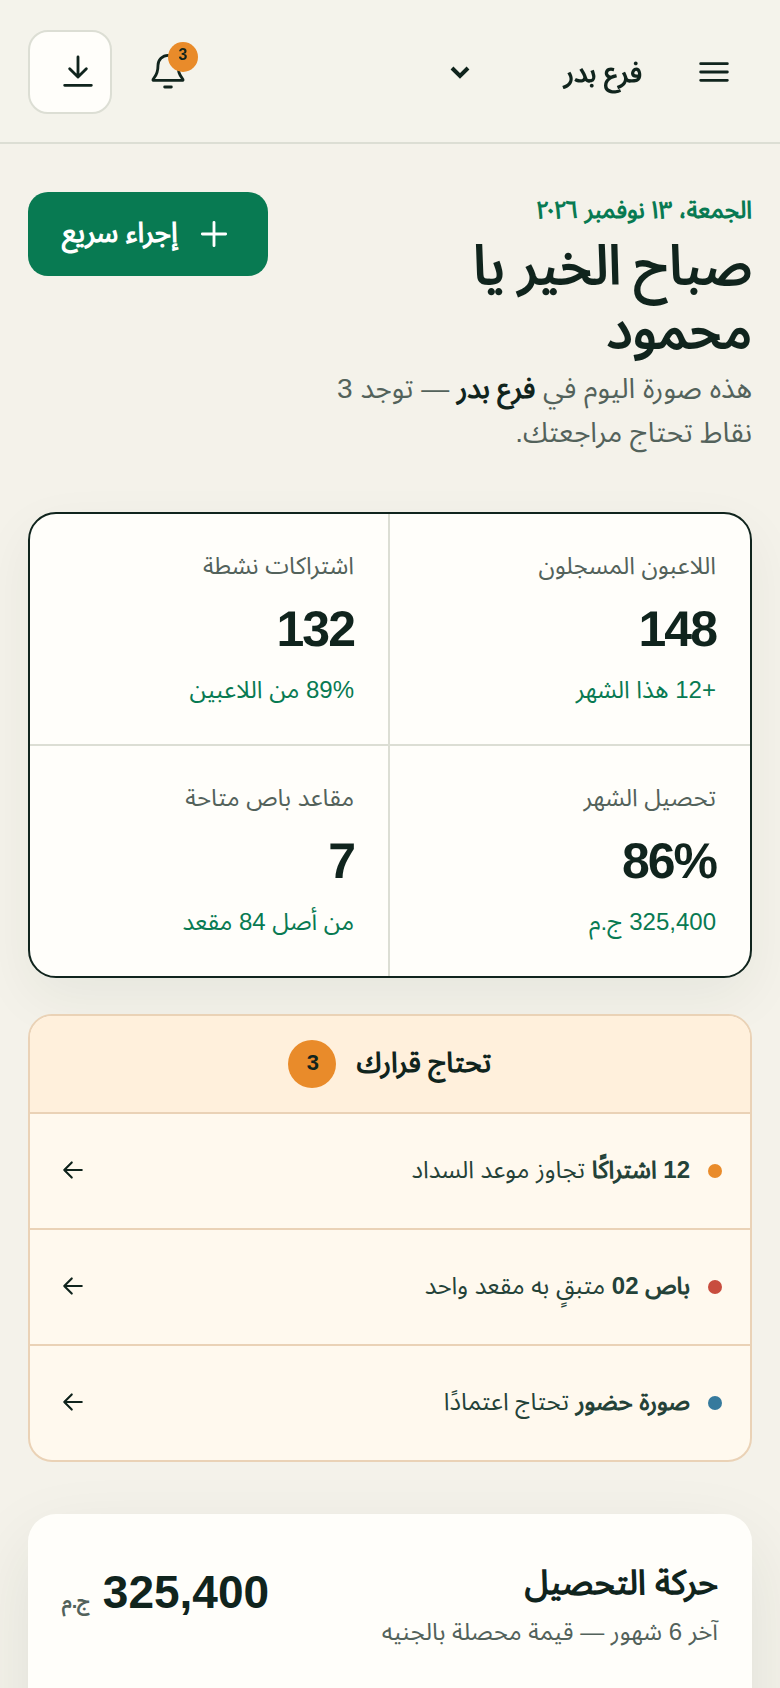 فرع بدر
3
الجمعة، ١٣ نوفمبر ٢٠٢٦
إجراء سريع
صباح الخير يا
محمود
هذه صورة اليوم في فرع بدر — توجد 3
نقاط تحتاج مراجعتك.
اللاعبون المسجلون
148
+12 هذا الشهر
اشتراكات نشطة
132
89% من اللاعبين
تحصيل الشهر
86%
325,400 ج.م
مقاعد باص متاحة
7
من أصل 84 مقعد
تحتاج قرارك 3
12 اشتراكًا تجاوز موعد السداد
باص 02 متبقٍ به مقعد واحد
صورة حضور تحتاج اعتمادًا
حركة التحصيل
325,400 ج.م
آخر 6 شهور — قيمة محصلة بالجنيه